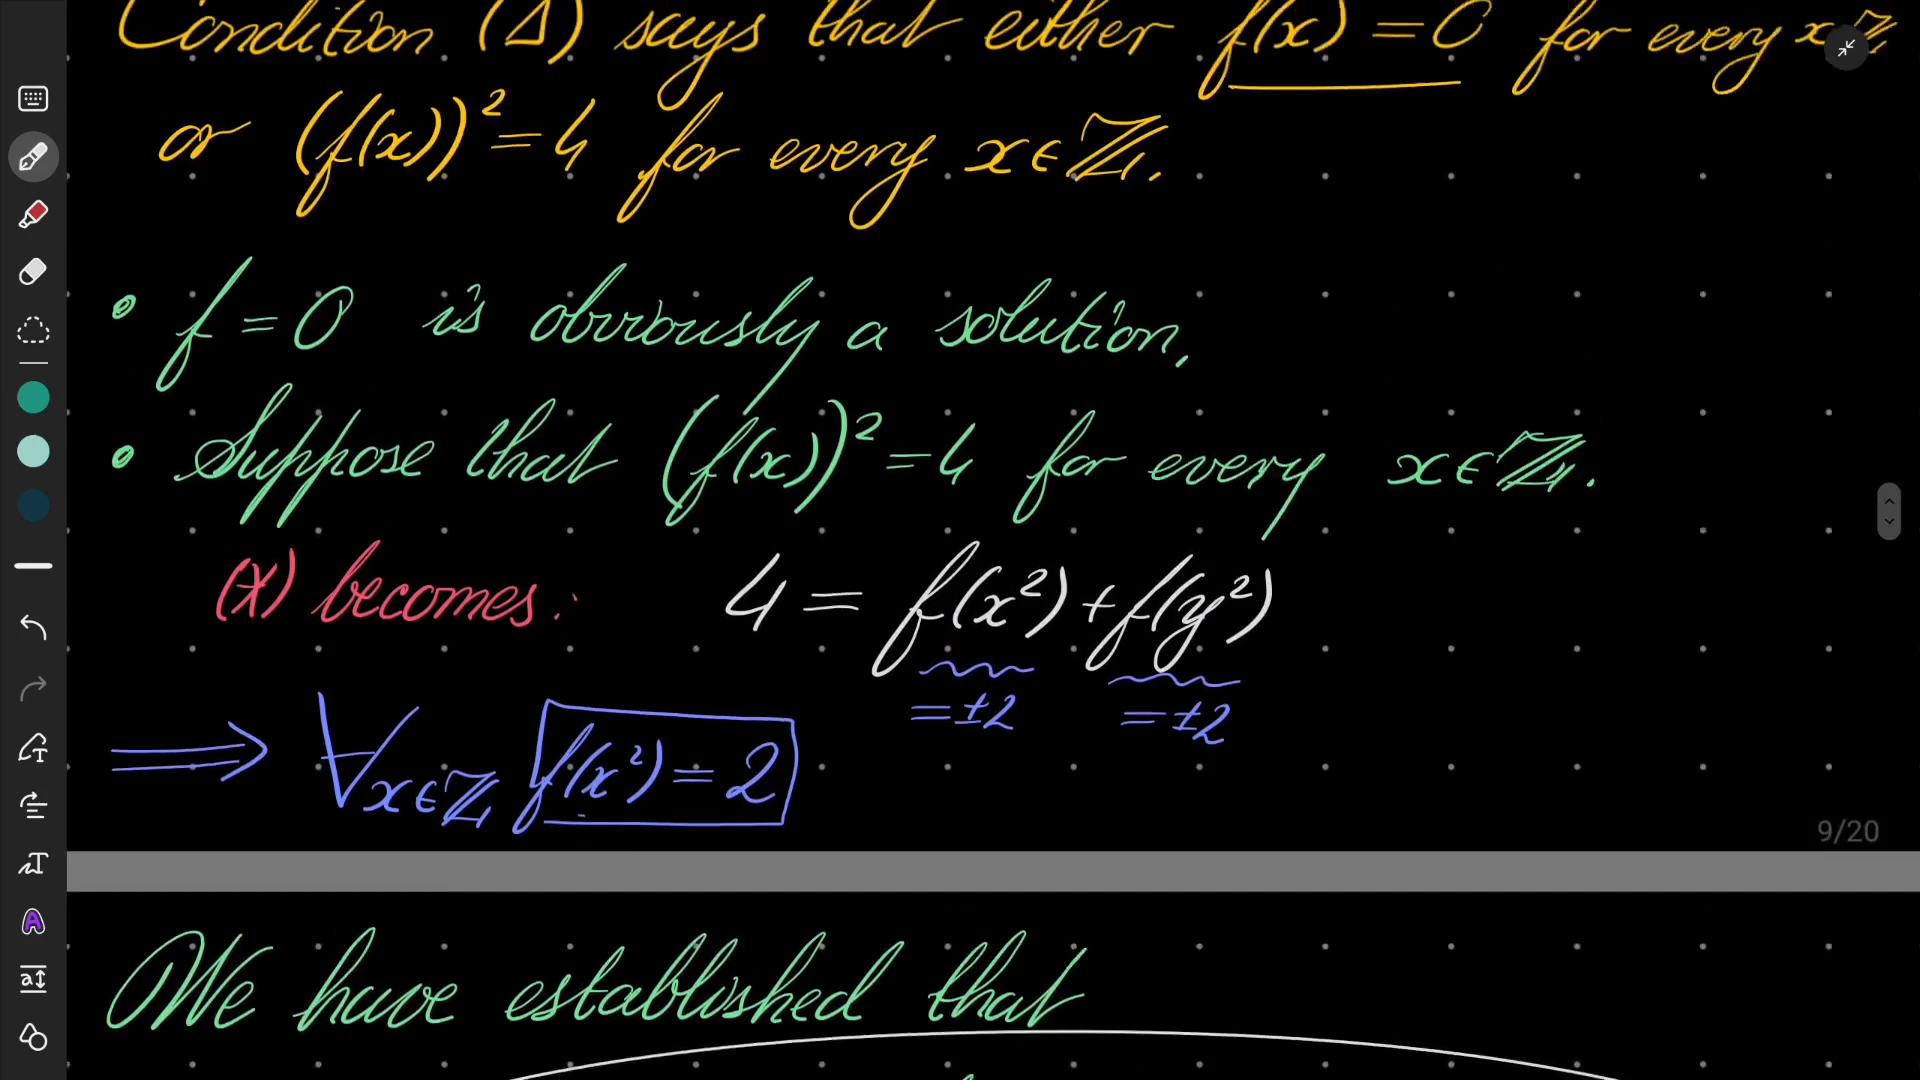 Condition (Δ) says that either f(x) = 0 for every x ℤ
or (f(x))² = 4 for every x ∈ ℤ.
• f = 0 is obviously a solution.
• Suppose that (f(x))² = 4 for every x ∈ ℤ.
(*) becomes: 4 = f(x²) + f(y²)
= ±2 = ±2
⟹ ∀x∈ℤ f(x²) = 2
9/20
We have established that